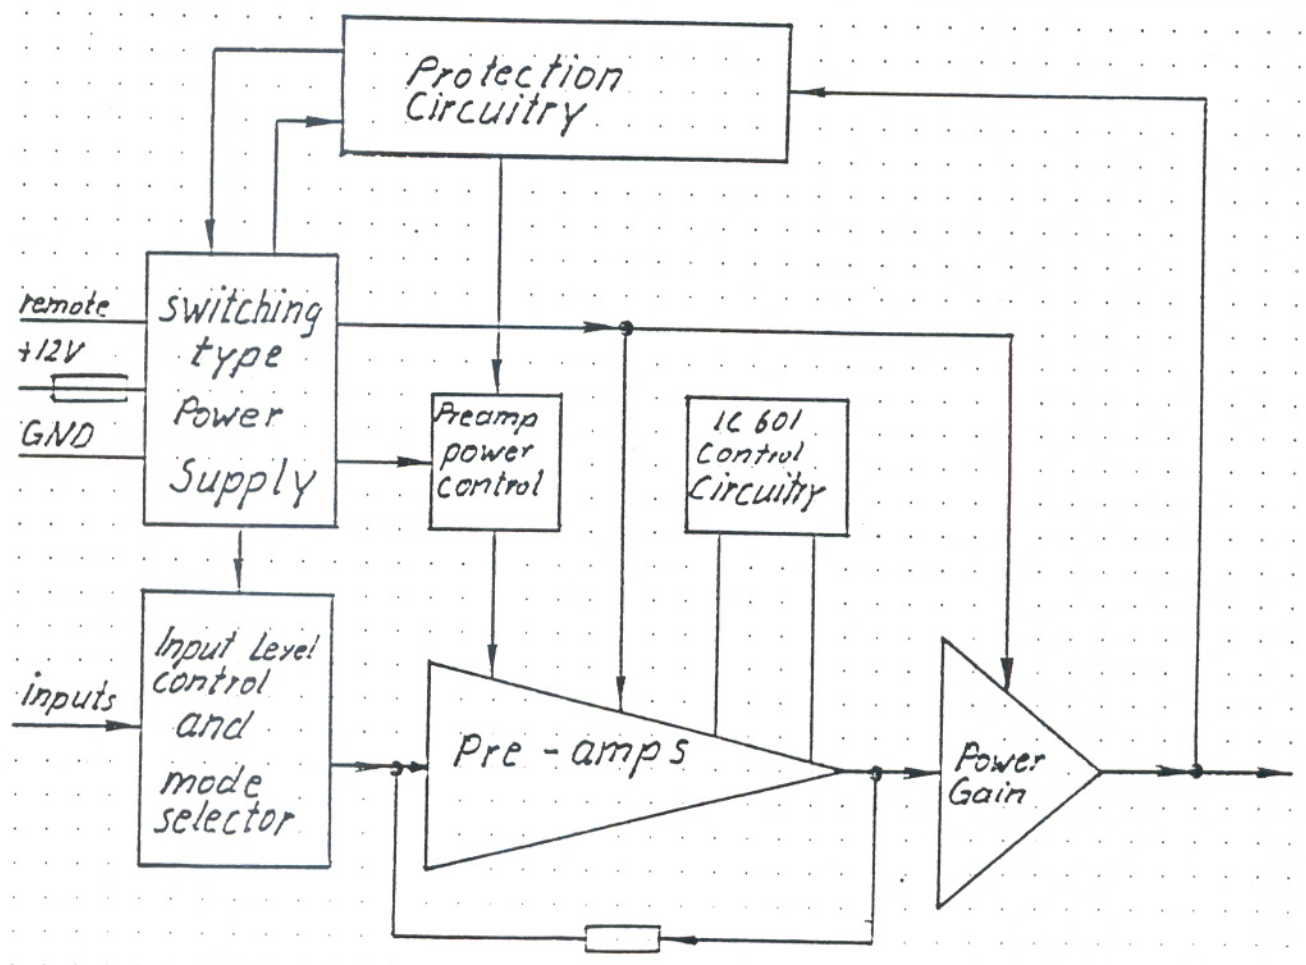 Protection
Circuitry
remote
+12V
GND
Switching
type
Power
Supply
Preamp
power
control
IC 601
Control
Circuitry
inputs
Input Level
control
and
mode
selector
Pre-amps
Power
Gain